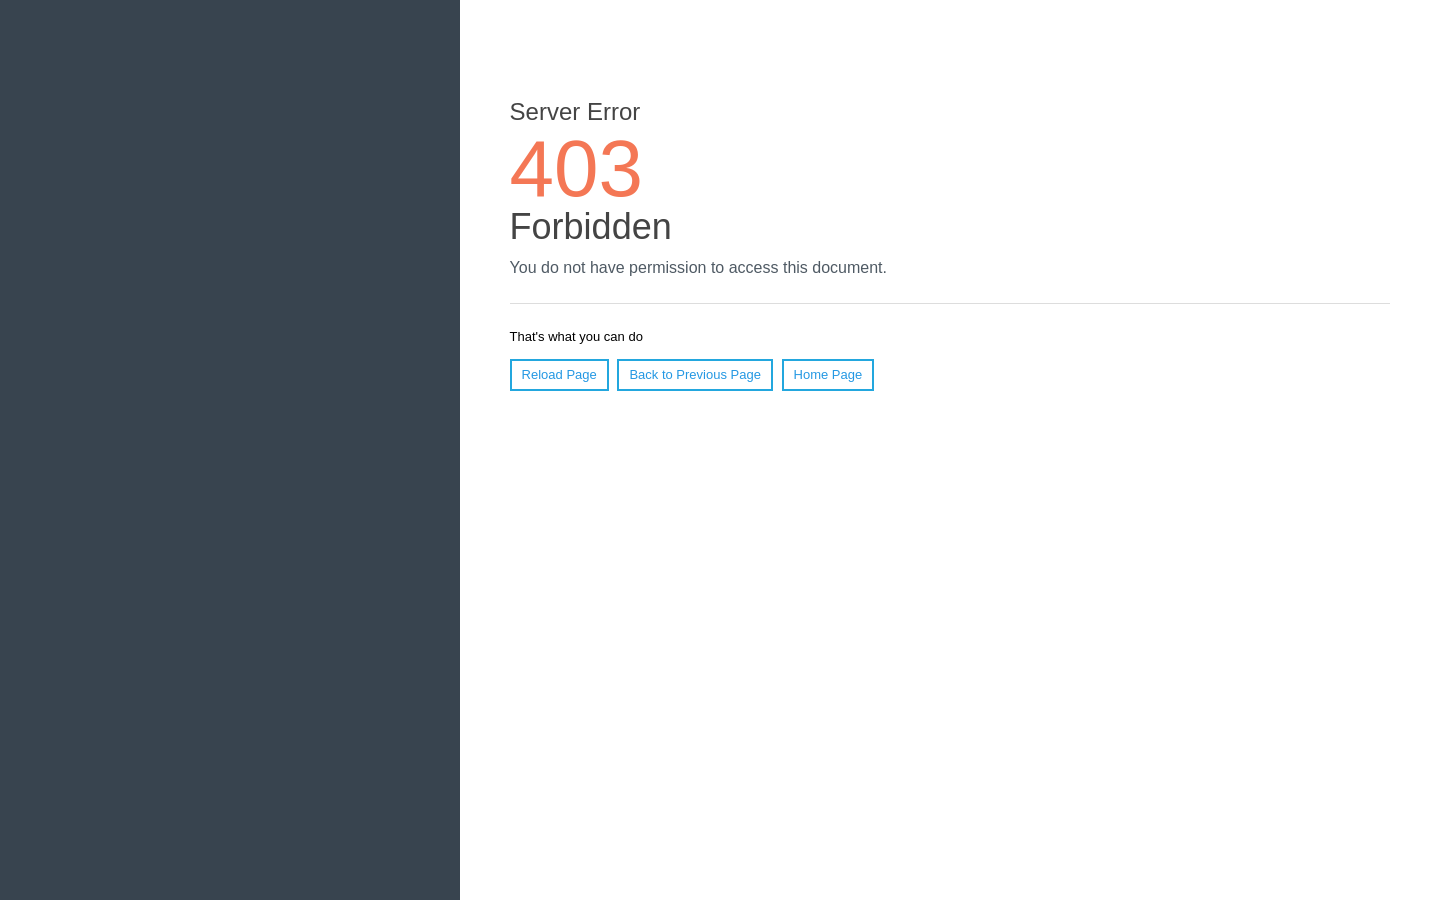 Server Error
403
Forbidden
You do not have permission to access this document.
That's what you can do
Reload Page Back to Previous Page Home Page